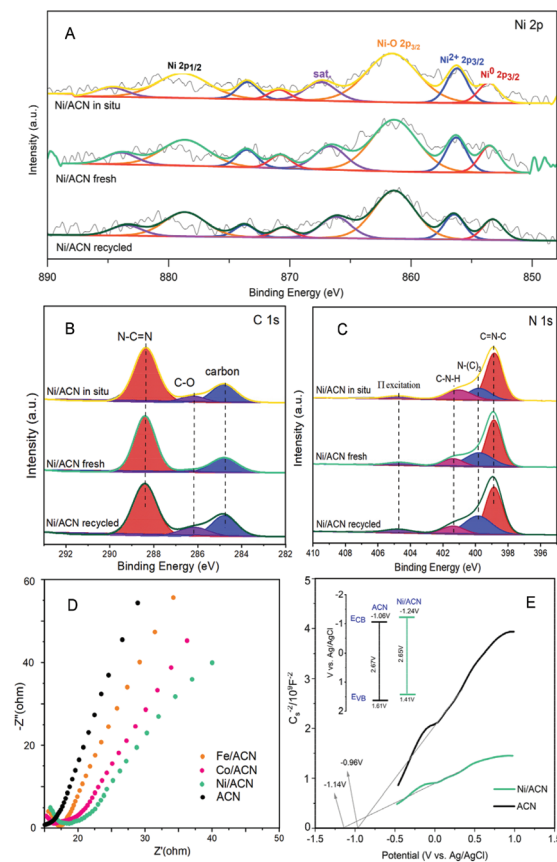 A
Ni 2p
Ni 2p1/2
sat.
Ni-O 2p3/2
Ni2+ 2p3/2
Ni0 2p3/2
Ni/ACN in situ
Ni/ACN fresh
Ni/ACN recycled
Intensity (a.u.)
890 880 870 860 850
Binding Energy (eV)
B
C 1s
N-C=N
C-O
carbon
Ni/ACN in situ
Ni/ACN fresh
Ni/ACN recycled
Intensity (a.u.)
292 290 288 286 284 282
Binding Energy (eV)
C
N 1s
C=N-C
N-(C)3
C-N-H
Π excitation
Ni/ACN in situ
Ni/ACN fresh
Ni/ACN recycled
Intensity (a.u.)
410 408 406 404 402 400 398 396
Binding Energy (eV)
D
-60
-45
-30
-15
0
-Z"(ohm)
Fe/ACN
Co/ACN
Ni/ACN
ACN
20 30 40 50
Z'(ohm)
E
5
4
3
2
1
0
Cs-2/109F-2
ACN Ni/ACN
-1.06V -1.24V
ECB
EVB
2.67V
2.65V
1.61V 1.41V
-2
-1
0
1
2
V vs. Ag/AgCl
-0.96V
-1.14V
Ni/ACN
ACN
-1.5 -1.0 -0.5 0.0 0.5 1.0 1.5
Potential (V vs. Ag/AgCl)